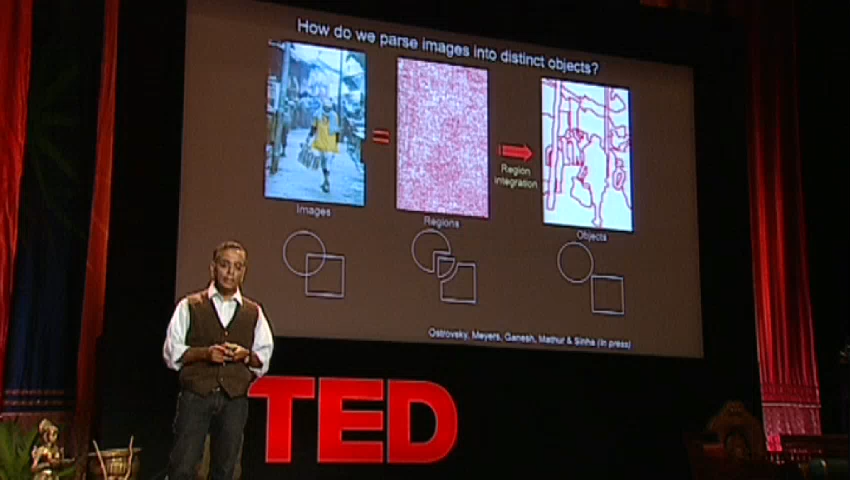 How do we parse images into distinct objects?
Region
integration
Images
Regions
Objects
Ostrovsky, Meyers, Ganesh, Mathur & Sinha (in press)
TED